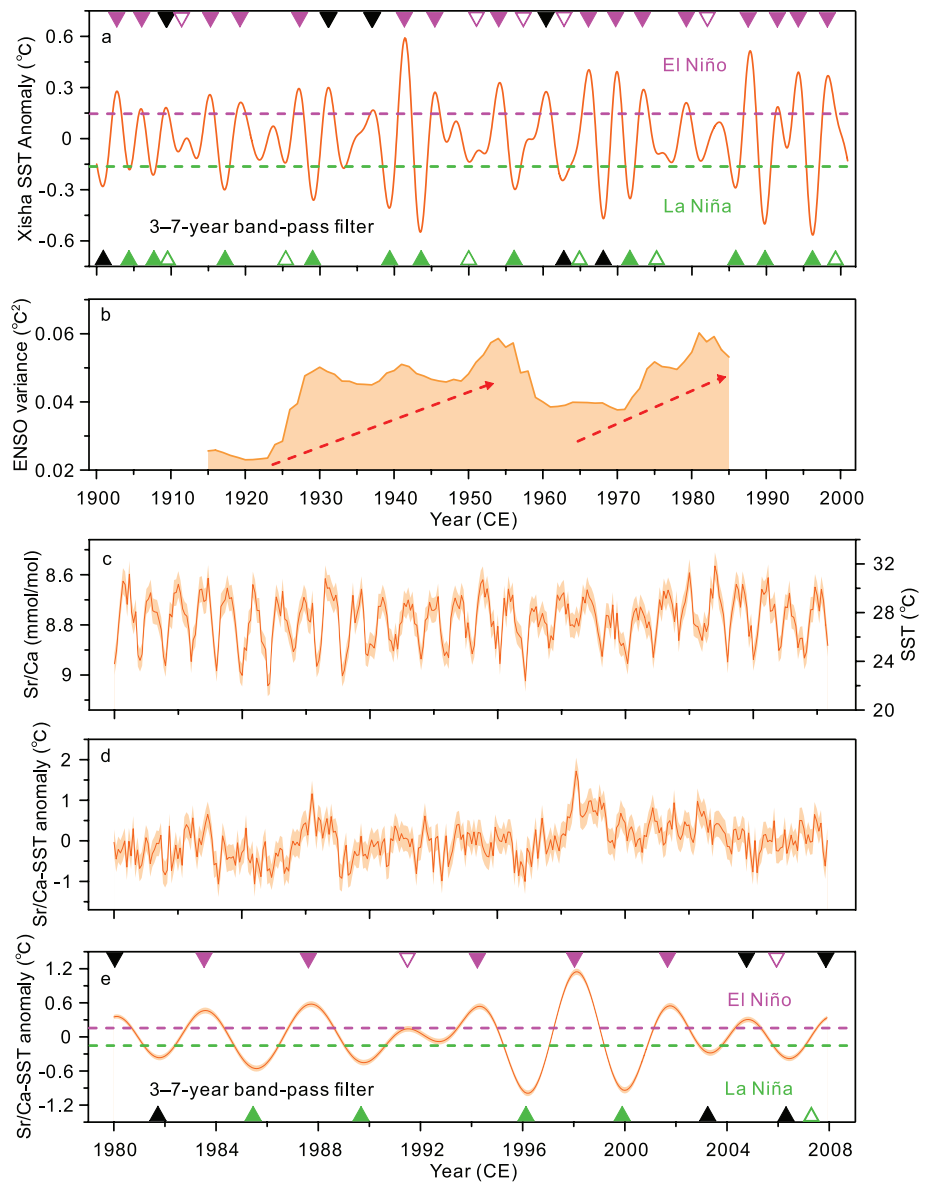 a
Xisha SST Anomaly (°C)
0.6
0.3
0
-0.3
-0.6
El Niño
La Niña
3–7-year band-pass filter
b
ENSO variance (°C²)
0.06
0.04
0.02
1900 1910 1920 1930 1940 1950 1960 1970 1980 1990 2000
Year (CE)
c
Sr/Ca (mmol/mol)
8.6
8.8
9
32
28
24
20
SST (°C)
d
Sr/Ca-SST anomaly (°C)
2
1
0
-1
e
Sr/Ca-SST anomaly (°C)
1.2
0.6
0
-0.6
-1.2
El Niño
La Niña
3–7-year band-pass filter
1980 1984 1988 1992 1996 2000 2004 2008
Year (CE)